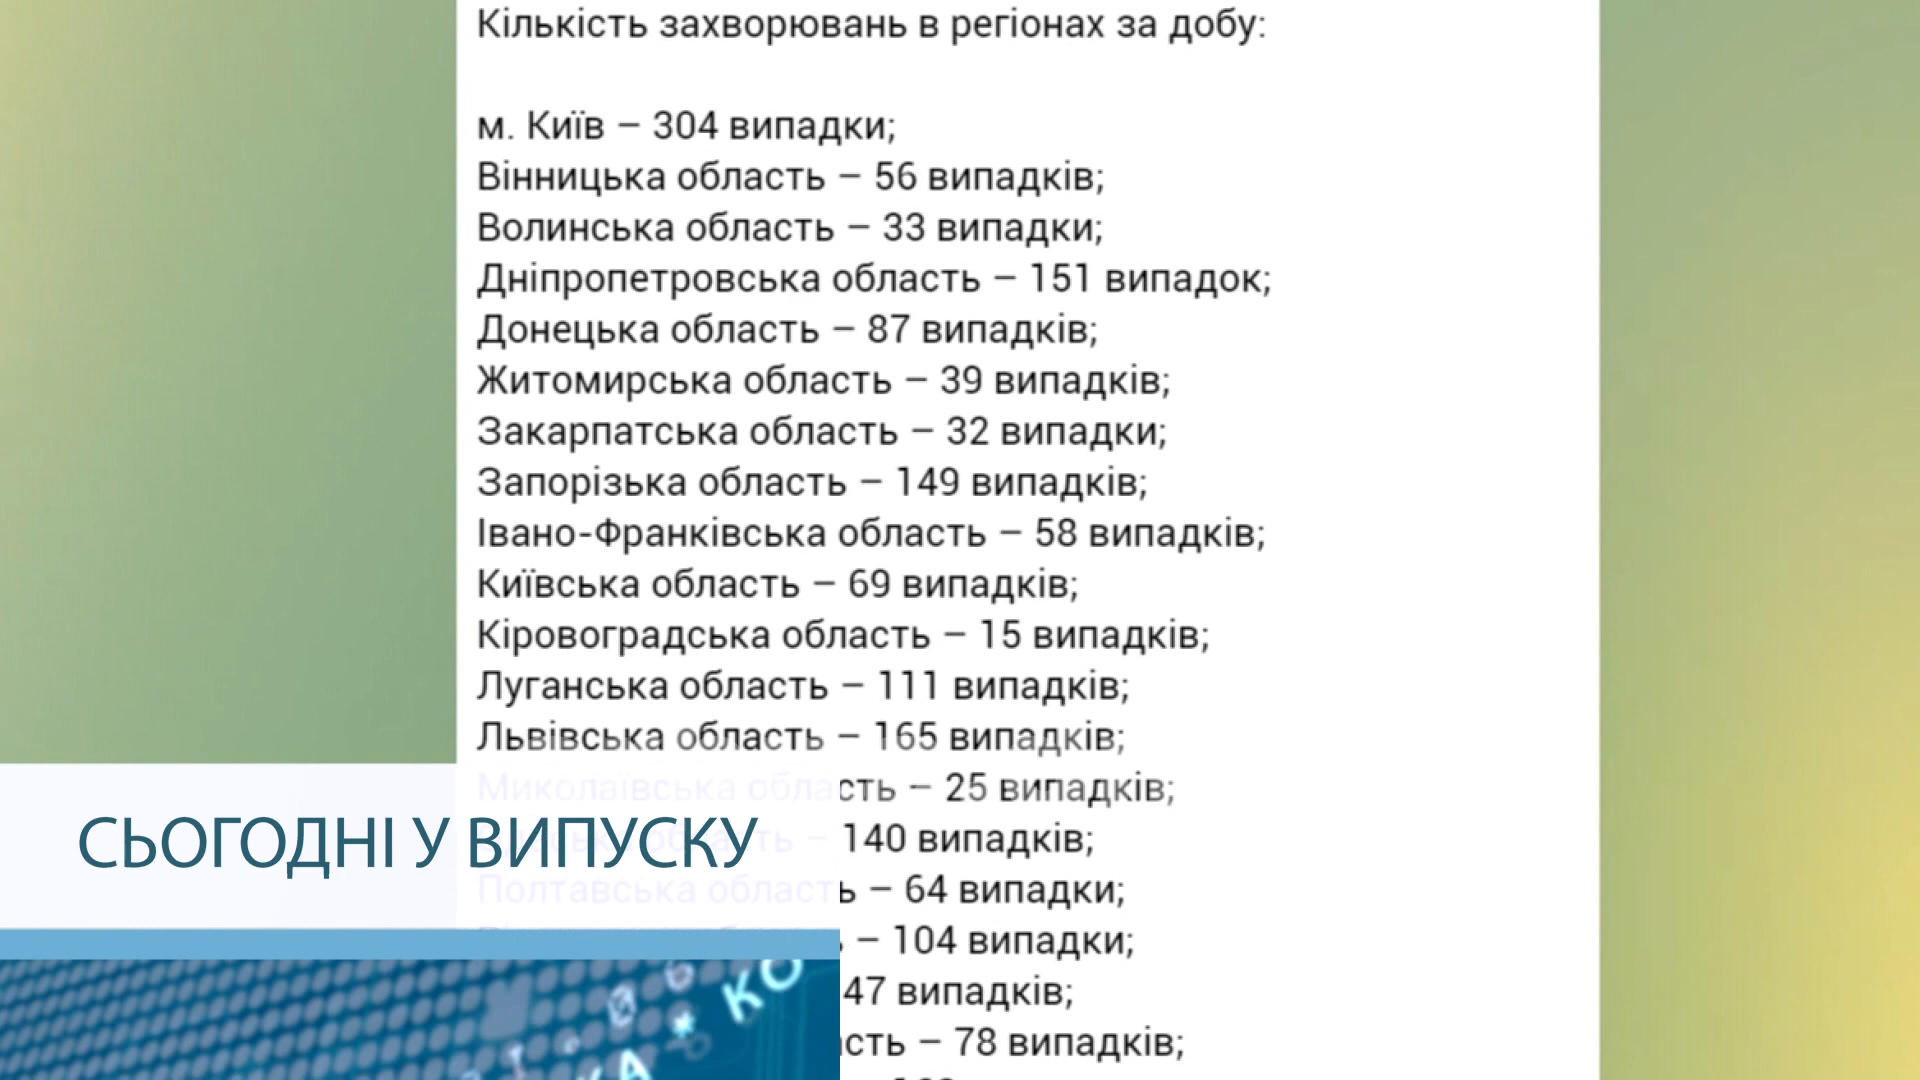 Кількість захворювань в регіонах за добу:
м. Київ – 304 випадки;
Вінницька область – 56 випадків;
Волинська область – 33 випадки;
Дніпропетровська область – 151 випадок;
Донецька область – 87 випадків;
Житомирська область – 39 випадків;
Закарпатська область – 32 випадки;
Запорізька область – 149 випадків;
Івано-Франківська область – 58 випадків;
Київська область – 69 випадків;
Кіровоградська область – 15 випадків;
Луганська область – 111 випадків;
Львівська область – 165 випадків;
Миколаївська область – 25 випадків;
область – 140 випадків;
Полтавська область – 64 випадки;
– 104 випадки;
47 випадків;
– 78 випадків;
СЬОГОДНІ У ВИПУСКУ